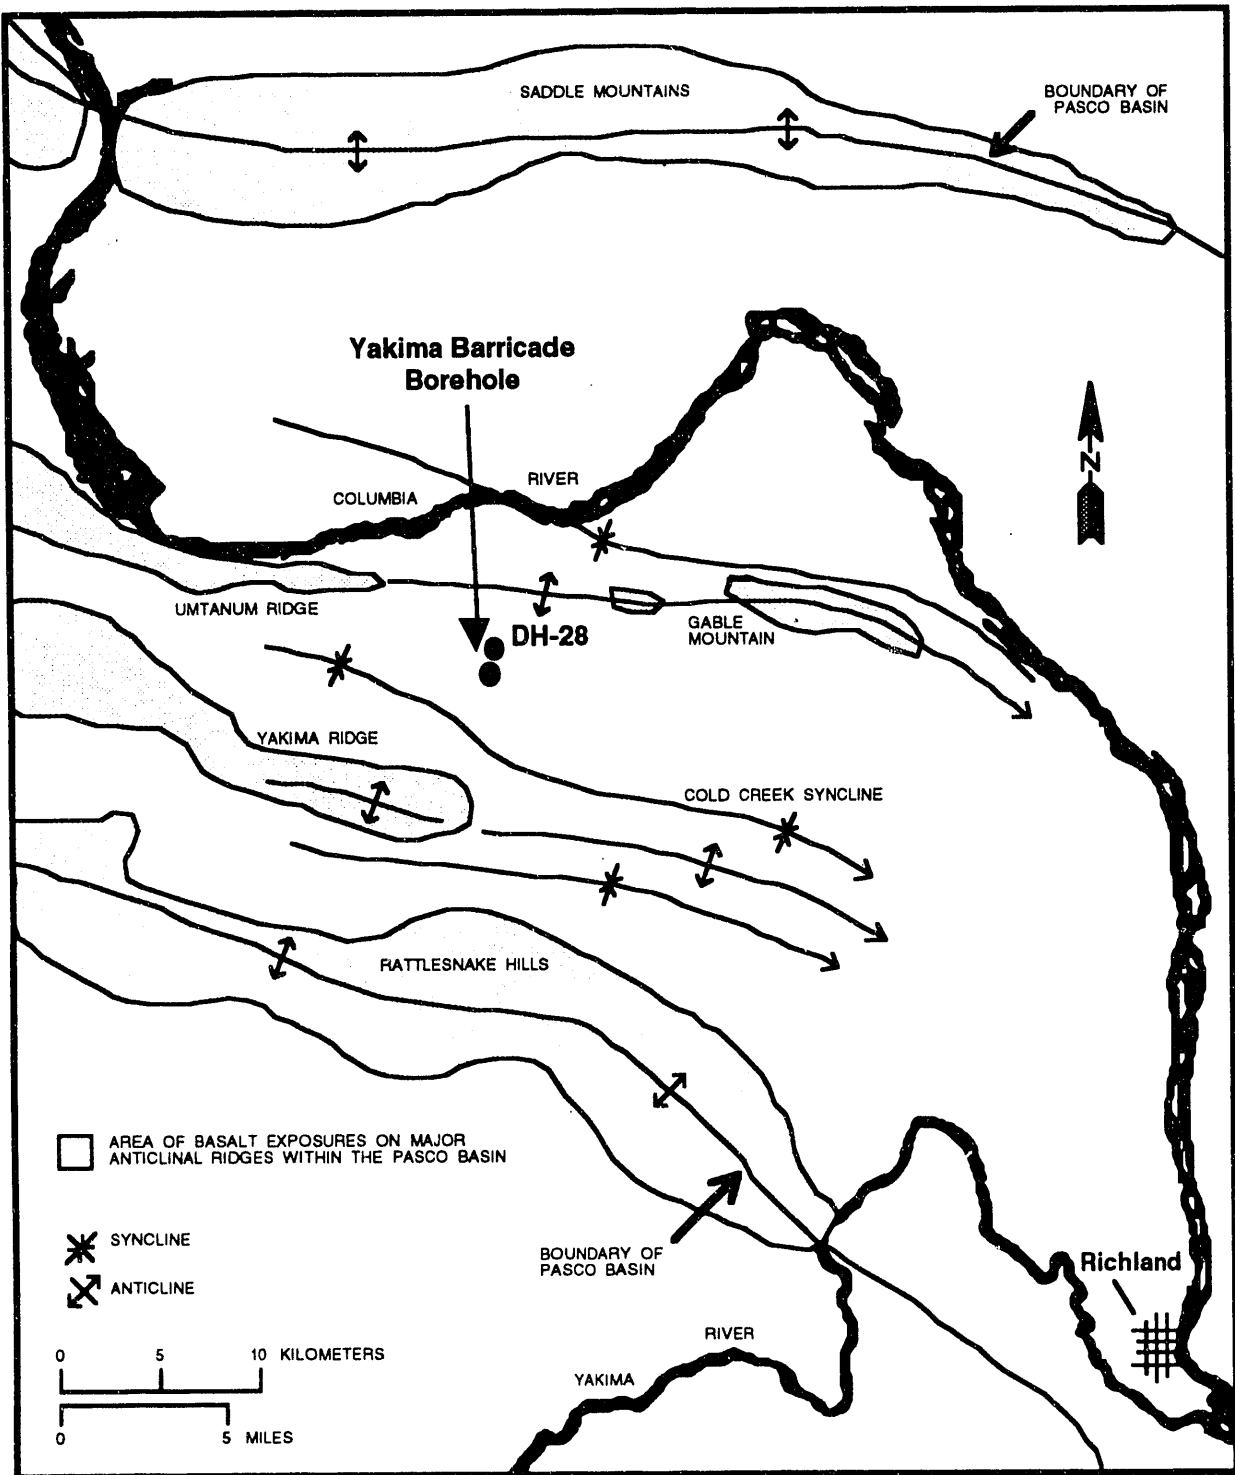 SADDLE MOUNTAINS
BOUNDARY OF
PASCO BASIN
Yakima Barricade
Borehole
N
RIVER
COLUMBIA
UMTANUM RIDGE
DH-28
GABLE
MOUNTAIN
YAKIMA RIDGE
COLD CREEK SYNCLINE
RATTLESNAKE HILLS
AREA OF BASALT EXPOSURES ON MAJOR
ANTICLINAL RIDGES WITHIN THE PASCO BASIN
SYNCLINE
ANTICLINE
BOUNDARY OF
PASCO BASIN
Richland
RIVER
YAKIMA
0 5 10 KILOMETERS
0 5 MILES